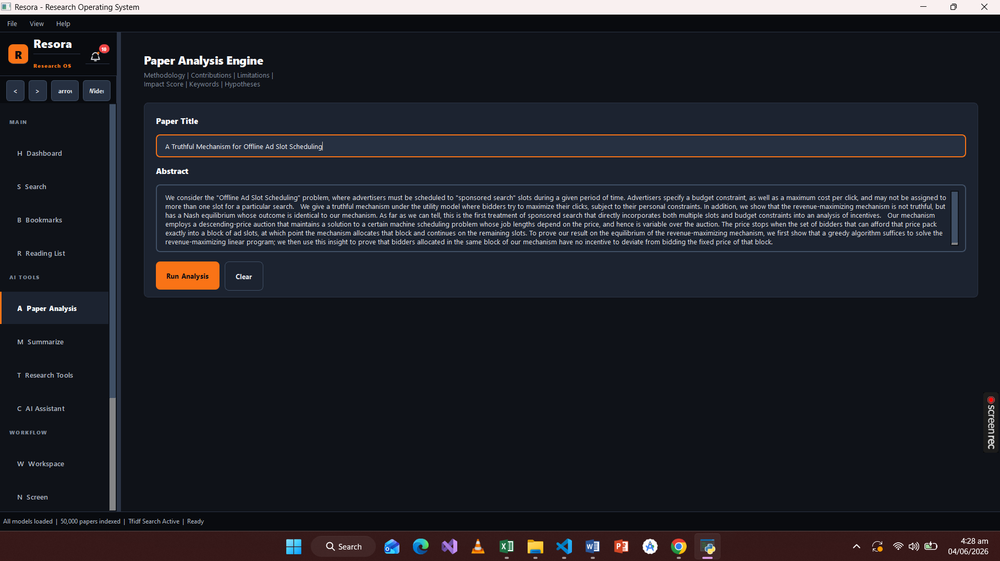 Resora - Research Operating System
File View Help
R
Resora
Research OS
10
< > arrow Wider
MAIN
H Dashboard
S Search
B Bookmarks
R Reading List
AI TOOLS
A Paper Analysis
M Summarize
T Research Tools
C AI Assistant
WORKFLOW
W Workspace
N Screen
Paper Analysis Engine
Methodology | Contributions | Limitations |
Impact Score | Keywords | Hypotheses
Paper Title
A Truthful Mechanism for Offline Ad Slot Scheduling
Abstract
We consider the "Offline Ad Slot Scheduling" problem, where advertisers must be scheduled to "sponsored search" slots during a given period of time. Advertisers specify a budget constraint, as well as a maximum cost per click, and may not be assigned to
more than one slot for a particular search.   We give a truthful mechanism under the utility model where bidders try to maximize their clicks, subject to their personal constraints. In addition, we show that the revenue-maximizing mechanism is not truthful, but
has a Nash equilibrium whose outcome is identical to our mechanism. As far as we can tell, this is the first treatment of sponsored search that directly incorporates both multiple slots and budget constraints into an analysis of incentives.   Our mechanism
employs a descending-price auction that maintains a solution to a certain machine scheduling problem whose job lengths depend on the price, and hence is variable over the auction. The price stops when the set of bidders that can afford that price pack
exactly into a block of ad slots, at which point the mechanism allocates that block and continues on the remaining slots. To prove our result on the equilibrium of the revenue-maximizing mechanism, we first show that a greedy algorithm suffices to solve the
revenue-maximizing linear program; we then use this insight to prove that bidders allocated in the same block of our mechanism have no incentive to deviate from bidding the fixed price of that block.
Run Analysis Clear
screenrec
All models loaded | 50,000 papers indexed | Tfidf Search Active | Ready
Search
4:28 am
04/06/2026